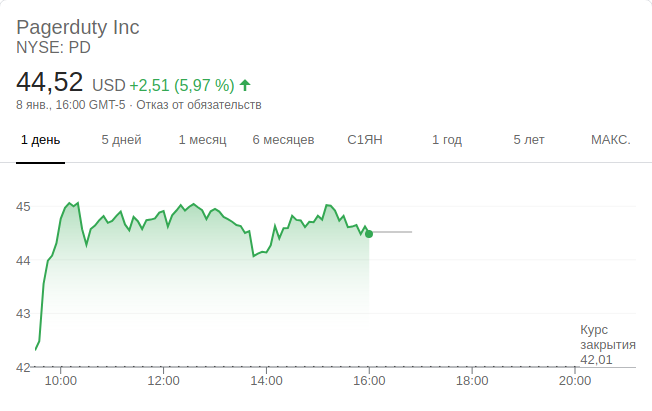 Pagerduty Inc
NYSE: PD
44,52 USD +2,51 (5,97 %)
8 янв., 16:00 GMT-5 · Отказ от обязательств
1 день 5 дней 1 месяц 6 месяцев С1ЯН 1 год 5 лет МАКС.
45
44
43
Курс
закрытия
42,01
42
10:00 12:00 14:00 16:00 18:00 20:00